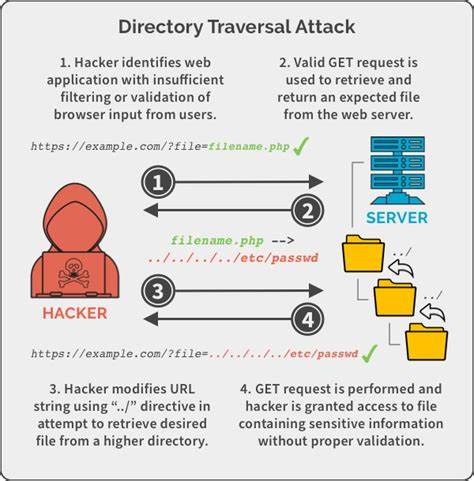 Directory Traversal Attack
1. Hacker identifies web
application with insufficient
filtering or validation of
browser input from users.
2. Valid GET request is
used to retrieve and
return an expected file
from the web server.
https://example.com/?file=filename.php
1
2
SERVER
filename.php -->
../../../../etc/passwd
../
../
HACKER
3
4
https://example.com/?file=../../../../etc/passwd
3. Hacker modifies URL
string using “../” directive in
attempt to retrieve desired
file from a higher directory.
4. GET request is performed and
hacker is granted access to file
containing sensitive information
without proper validation.